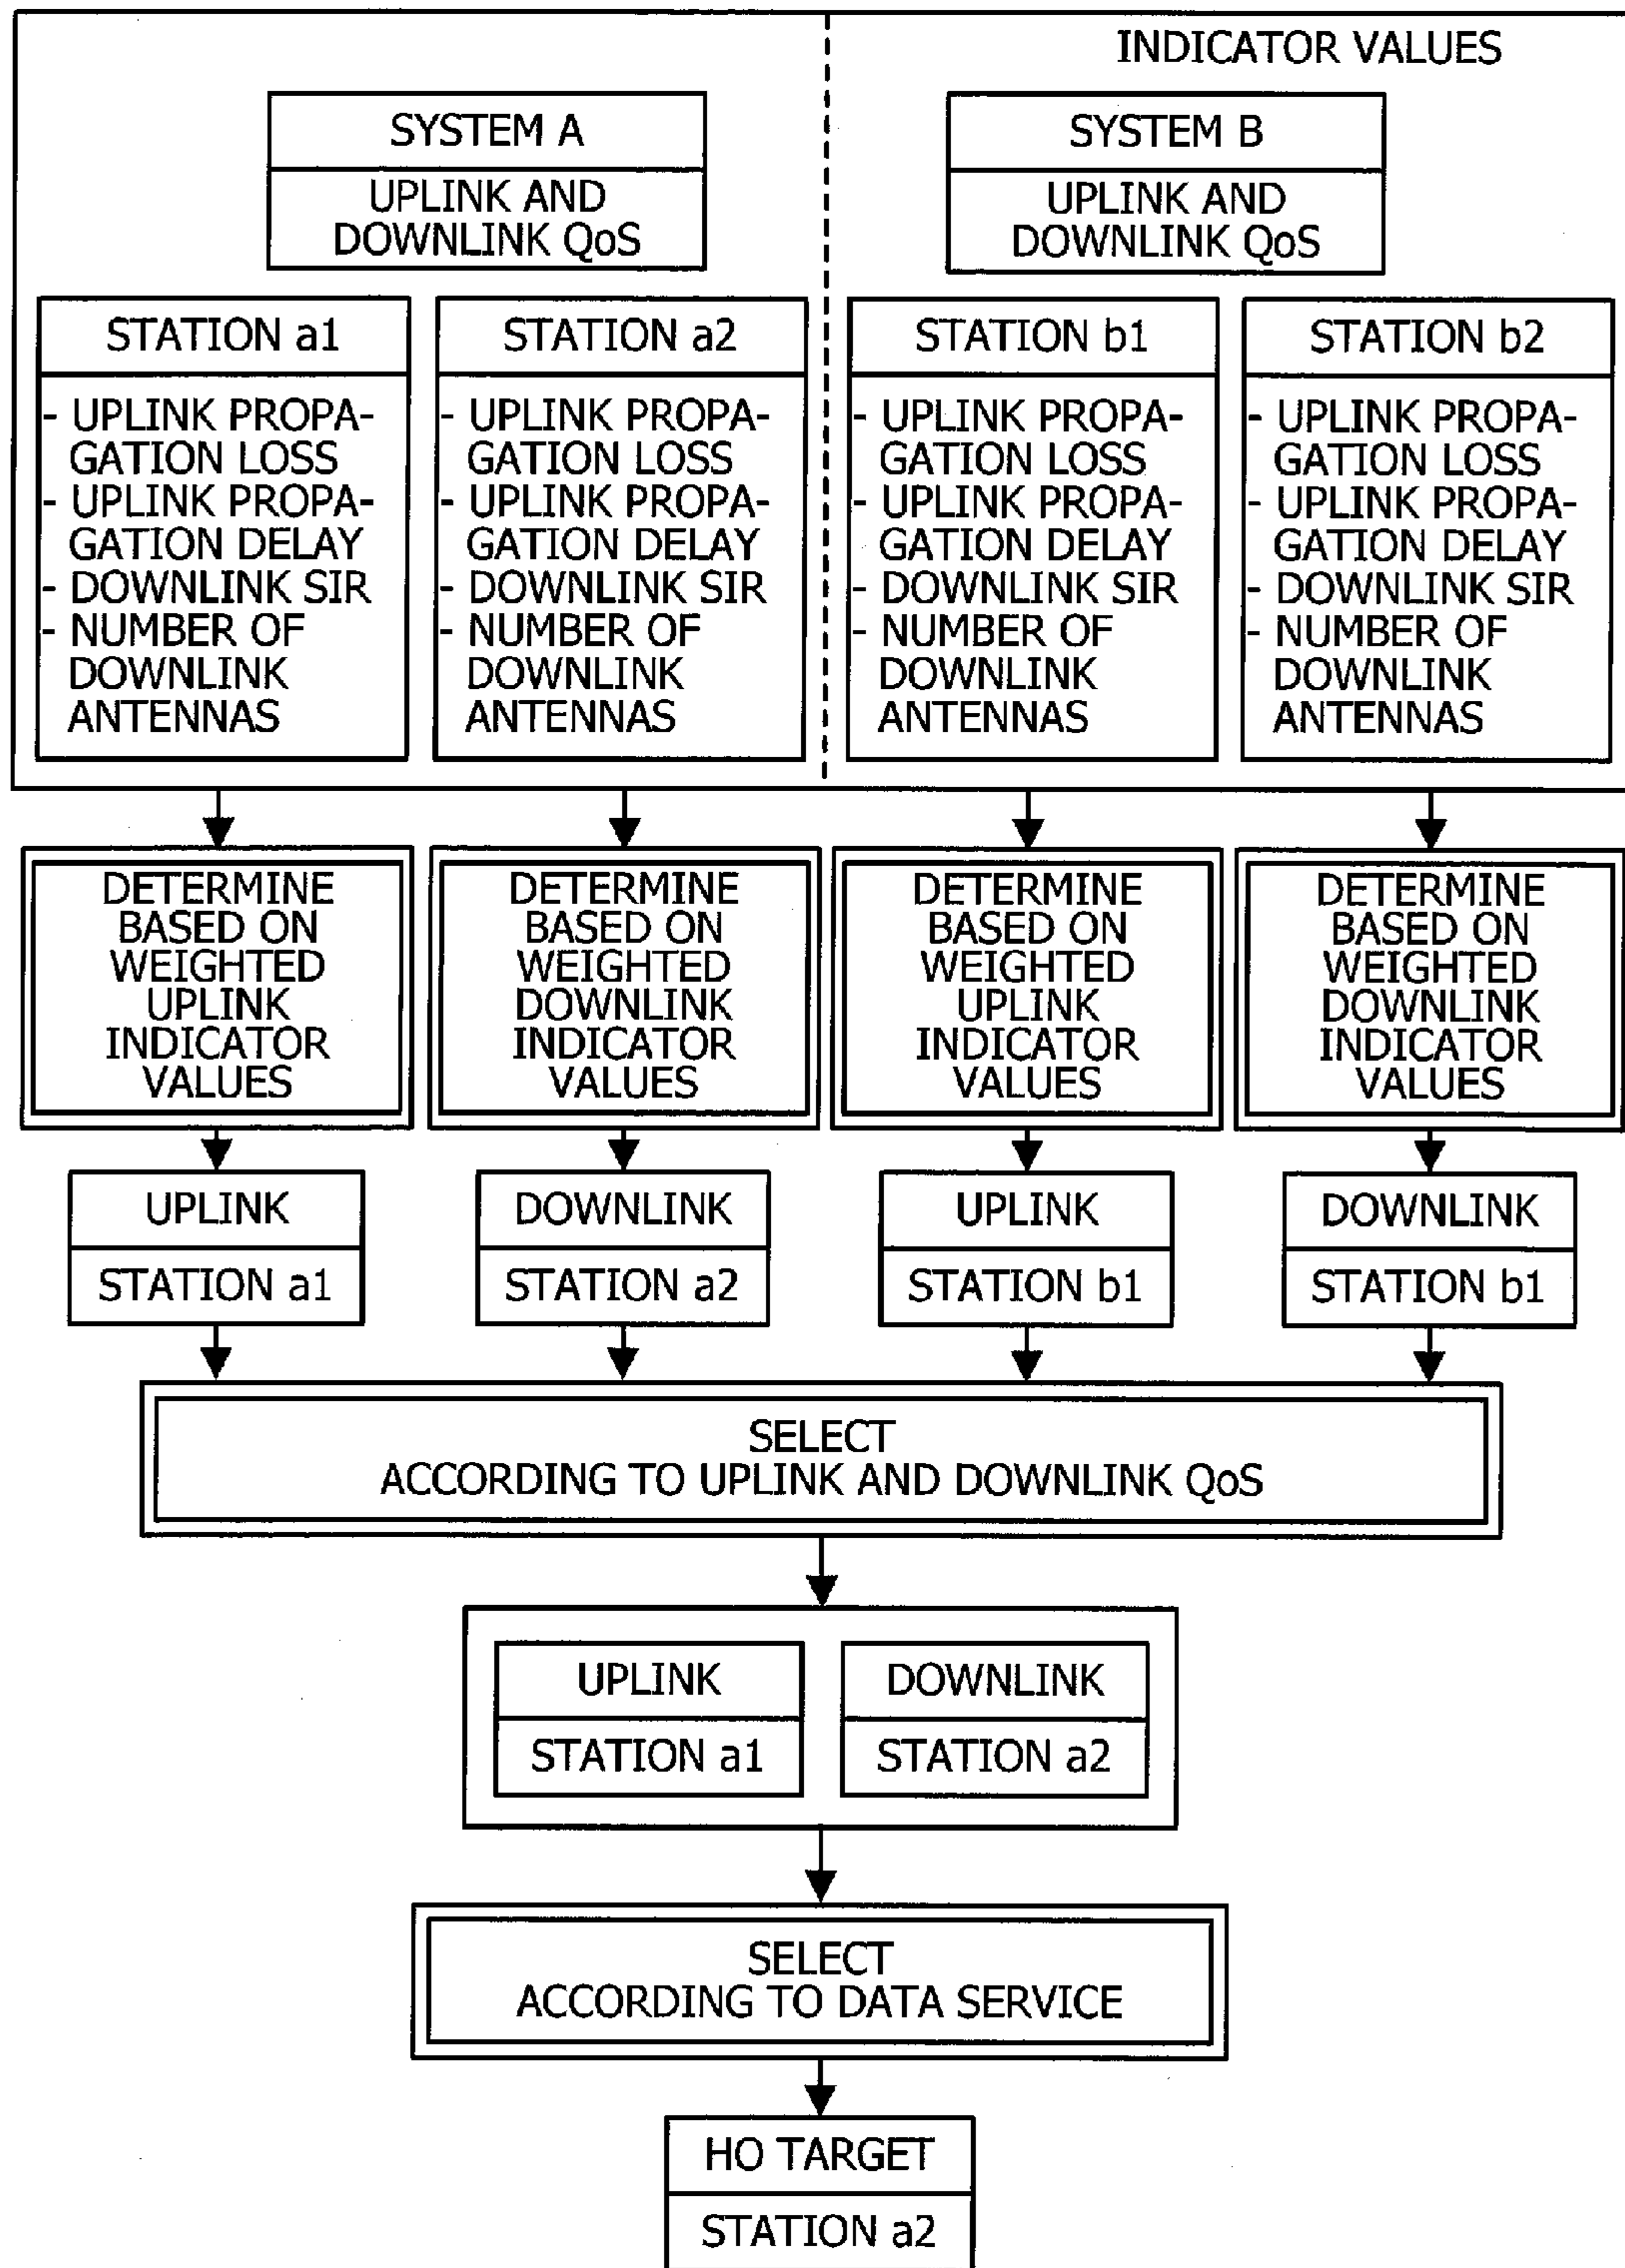 INDICATOR VALUES
SYSTEM A
UPLINK AND
DOWNLINK QoS
SYSTEM B
UPLINK AND
DOWNLINK QoS
STATION a1
- UPLINK PROPA-
GATION LOSS
- UPLINK PROPA-
GATION DELAY
- DOWNLINK SIR
- NUMBER OF
DOWNLINK
ANTENNAS
STATION a2
- UPLINK PROPA-
GATION LOSS
- UPLINK PROPA-
GATION DELAY
- DOWNLINK SIR
- NUMBER OF
DOWNLINK
ANTENNAS
STATION b1
- UPLINK PROPA-
GATION LOSS
- UPLINK PROPA-
GATION DELAY
- DOWNLINK SIR
- NUMBER OF
DOWNLINK
ANTENNAS
STATION b2
- UPLINK PROPA-
GATION LOSS
- UPLINK PROPA-
GATION DELAY
- DOWNLINK SIR
- NUMBER OF
DOWNLINK
ANTENNAS
DETERMINE
BASED ON
WEIGHTED
UPLINK
INDICATOR
VALUES
DETERMINE
BASED ON
WEIGHTED
DOWNLINK
INDICATOR
VALUES
DETERMINE
BASED ON
WEIGHTED
UPLINK
INDICATOR
VALUES
DETERMINE
BASED ON
WEIGHTED
DOWNLINK
INDICATOR
VALUES
UPLINK
STATION a1
DOWNLINK
STATION a2
UPLINK
STATION b1
DOWNLINK
STATION b1
SELECT
ACCORDING TO UPLINK AND DOWNLINK QoS
UPLINK
STATION a1
DOWNLINK
STATION a2
SELECT
ACCORDING TO DATA SERVICE
HO TARGET
STATION a2